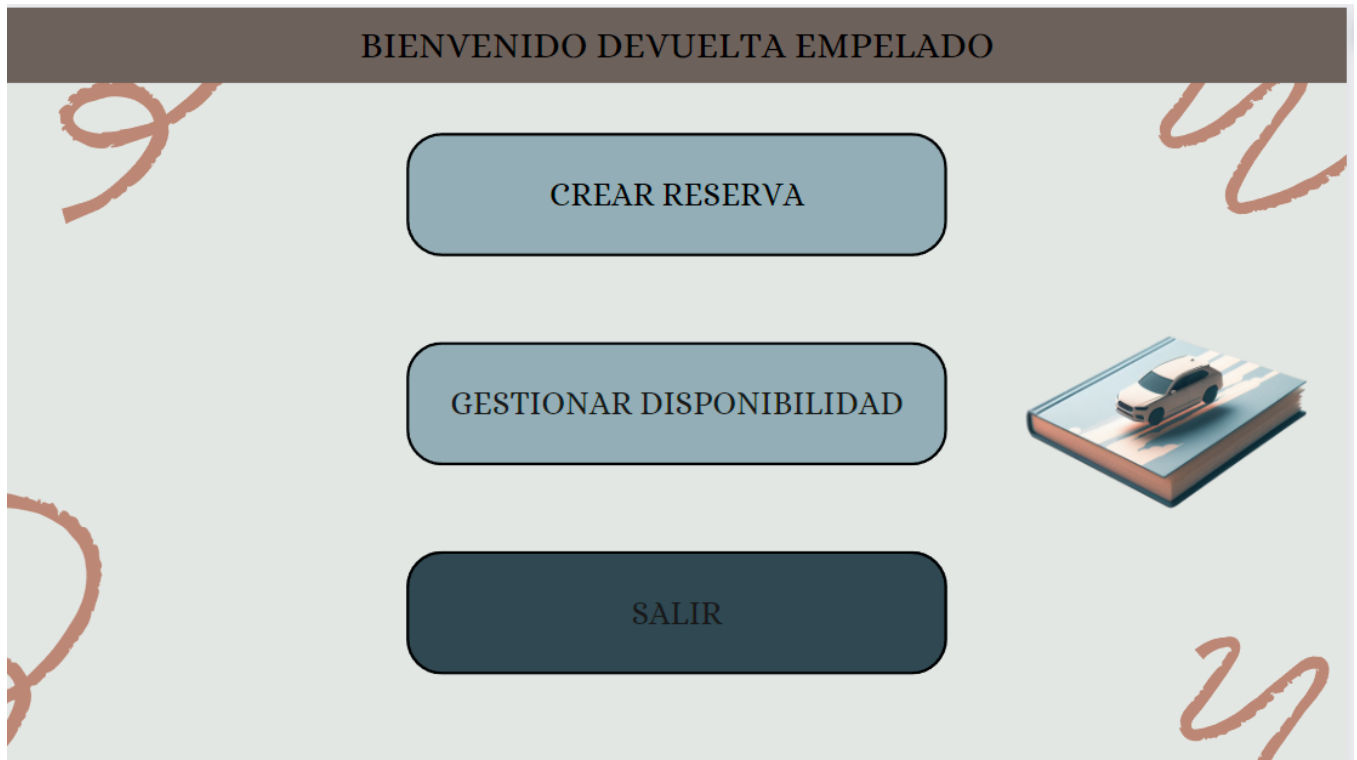 BIENVENIDO DEVUELTA EMPELADO
CREAR RESERVA
GESTIONAR DISPONIBILIDAD
SALIR